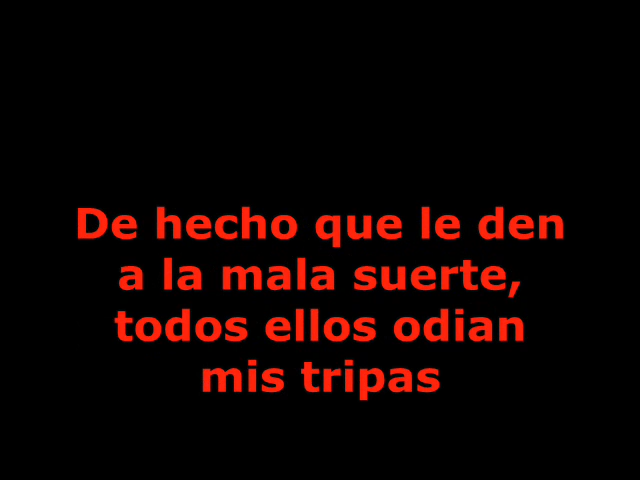 De hecho que le den
a la mala suerte,
todos ellos odian
mis tripas